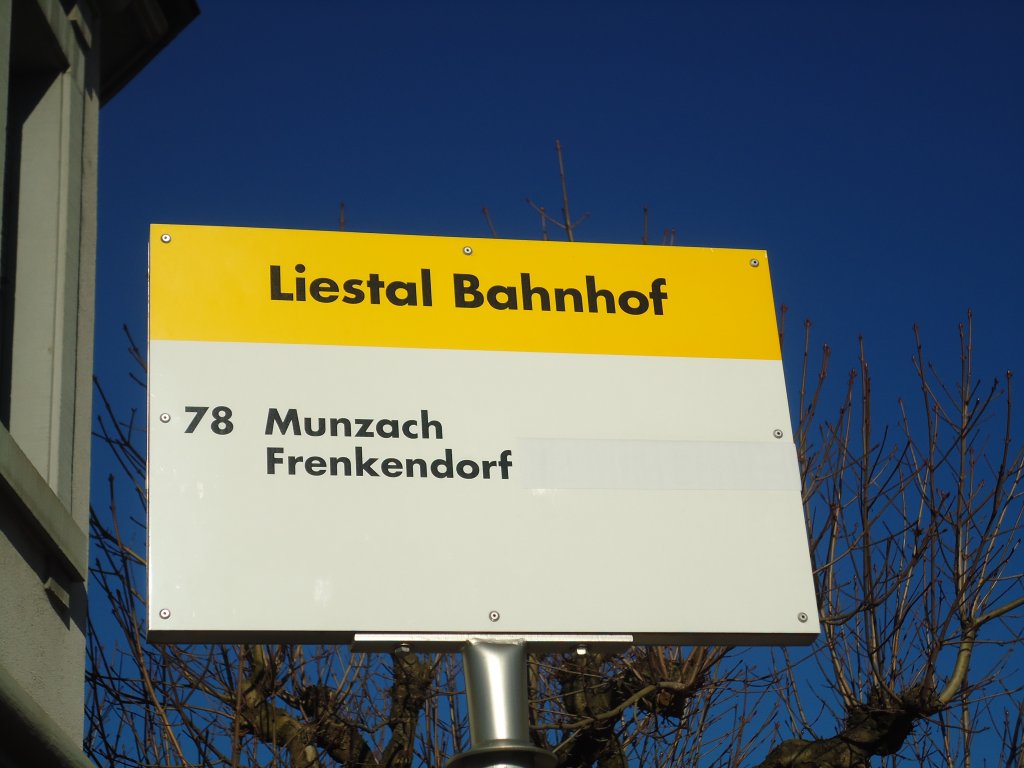 Liestal Bahnhof
78 Munzach
Frenkendorf